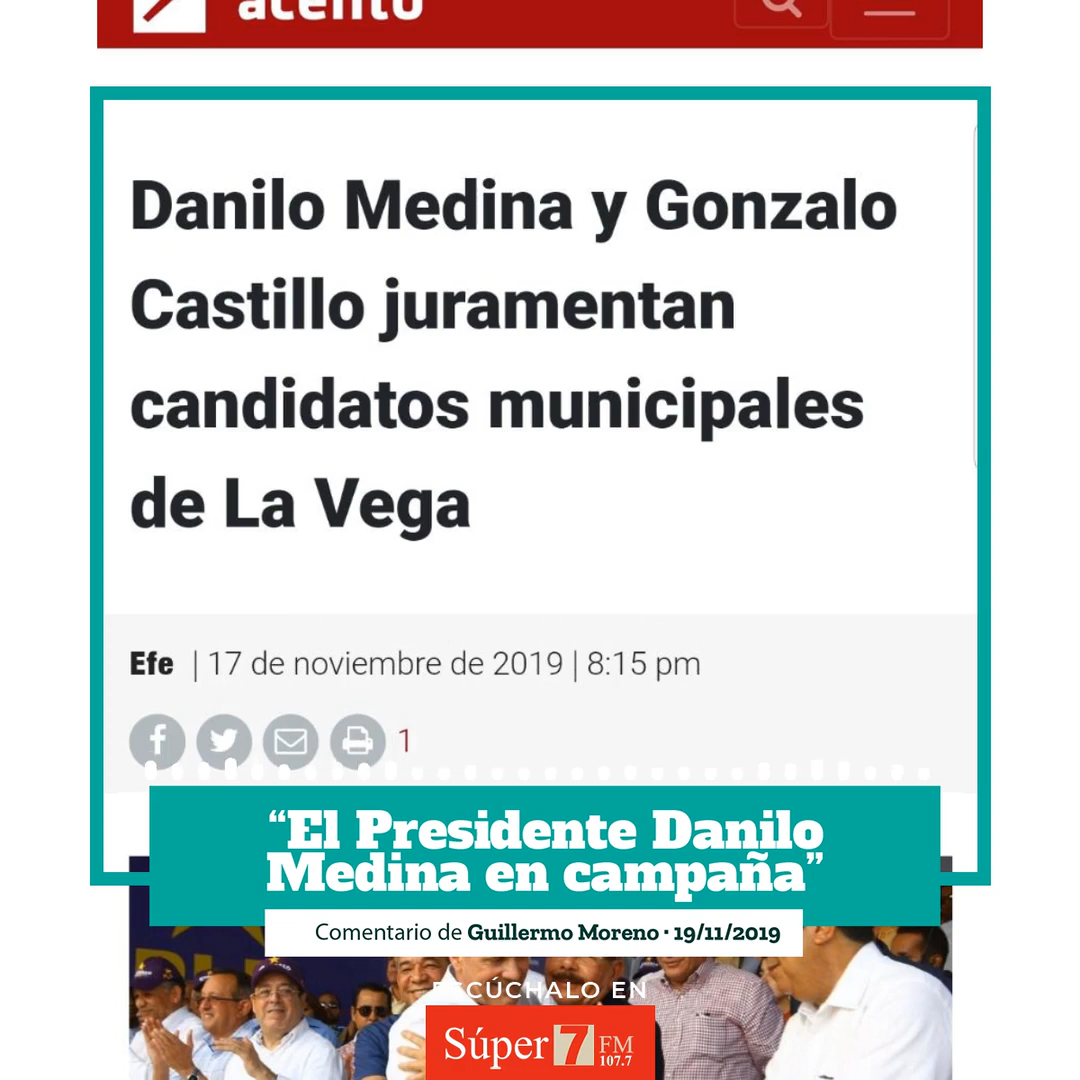 acento
Danilo Medina y Gonzalo
Castillo juramentan
candidatos municipales
de La Vega
Efe | 17 de noviembre de 2019 | 8:15 pm
1
“El Presidente Danilo
Medina en campaña”
Comentario de Guillermo Moreno · 19/11/2019
ESCÚCHALO EN
Súper 7 FM
107.7